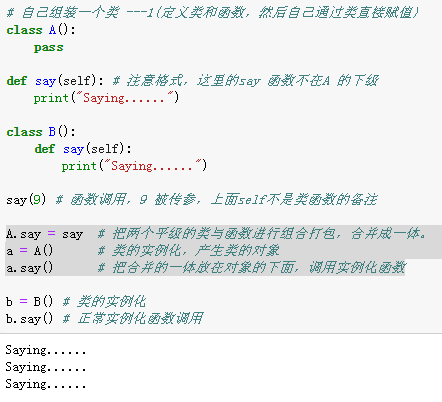 # 自己组装一个类 ---1(定义类和函数，然后自己通过类直接赋值)
class A():
    pass

def say(self): # 注意格式，这里的say 函数不在A 的下级
    print("Saying......")

class B():
    def say(self):
        print("Saying......")

say(9) # 函数调用，9 被传参，上面self不是类函数的备注

A.say = say  # 把两个平级的类与函数进行组合打包，合并成一体。
a = A()      # 类的实例化，产生类的对象
a.say()      # 把合并的一体放在对象的下面，调用实例化函数

b = B() # 类的实例化
b.say() # 正常实例化函数调用
Saying......
Saying......
Saying......